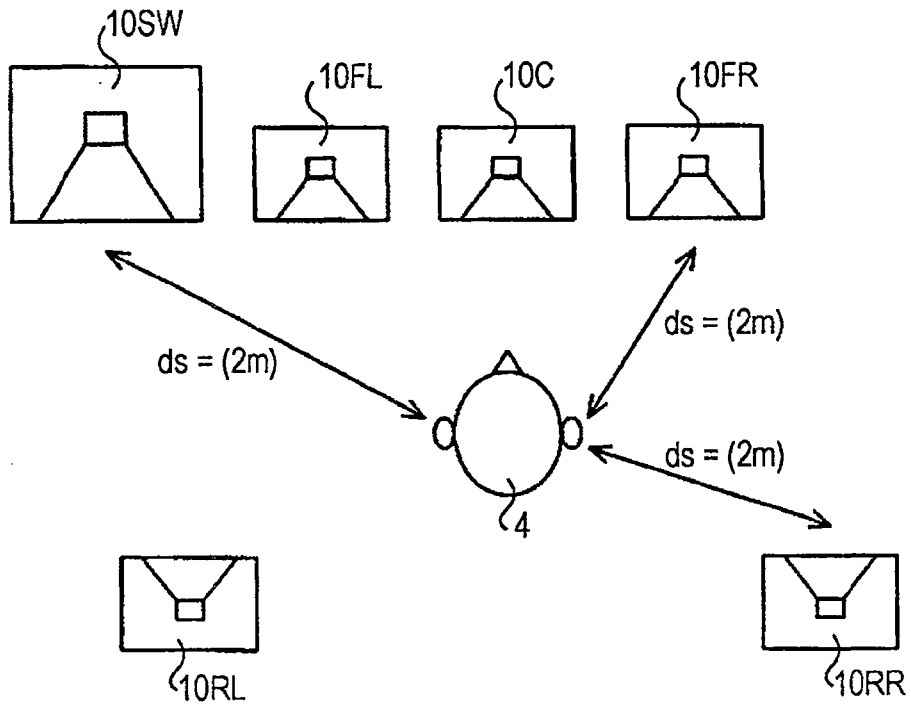 10SW
10FL
10C
10FR
ds = (2m)
ds = (2m)
ds = (2m)
4
10RL
10RR